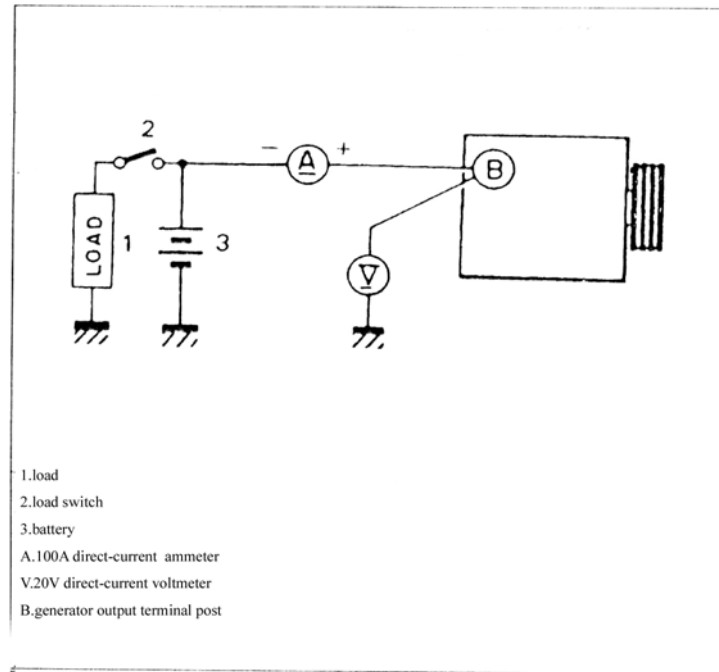 2
− A +
B
LOAD
1
3
V
1.load
2.load switch
3.battery
A.100A direct-current ammeter
V.20V direct-current voltmeter
B.generator output terminal post